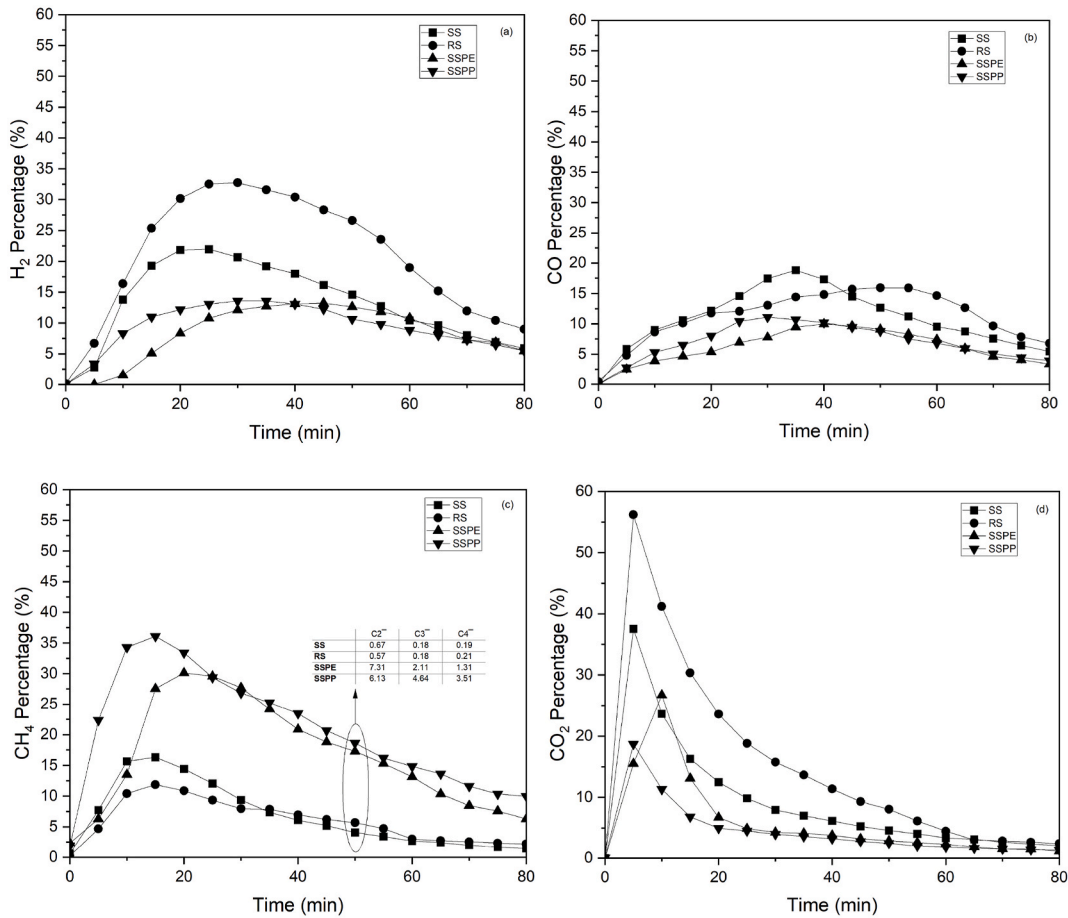 (a)
SS
RS
SSPE
SSPP
H2 Percentage (%)
60
55
50
45
40
35
30
25
20
15
10
5
0
0 20 40 60 80
Time (min)
(b)
SS
RS
SSPE
SSPP
CO Percentage (%)
60
55
50
45
40
35
30
25
20
15
10
5
0
0 20 40 60 80
Time (min)
(c)
SS
RS
SSPE
SSPP
CH4 Percentage (%)
60
55
50
45
40
35
30
25
20
15
10
5
0
C2⁻ C3⁻ C4⁻
SS 0.67 0.18 0.19
RS 0.57 0.18 0.21
SSPE 7.31 2.11 1.31
SSPP 6.13 4.64 3.51
0 20 40 60 80
Time (min)
(d)
SS
RS
SSPE
SSPP
CO2 Percentage (%)
60
50
40
30
20
10
0
0 20 40 60 80
Time (min)